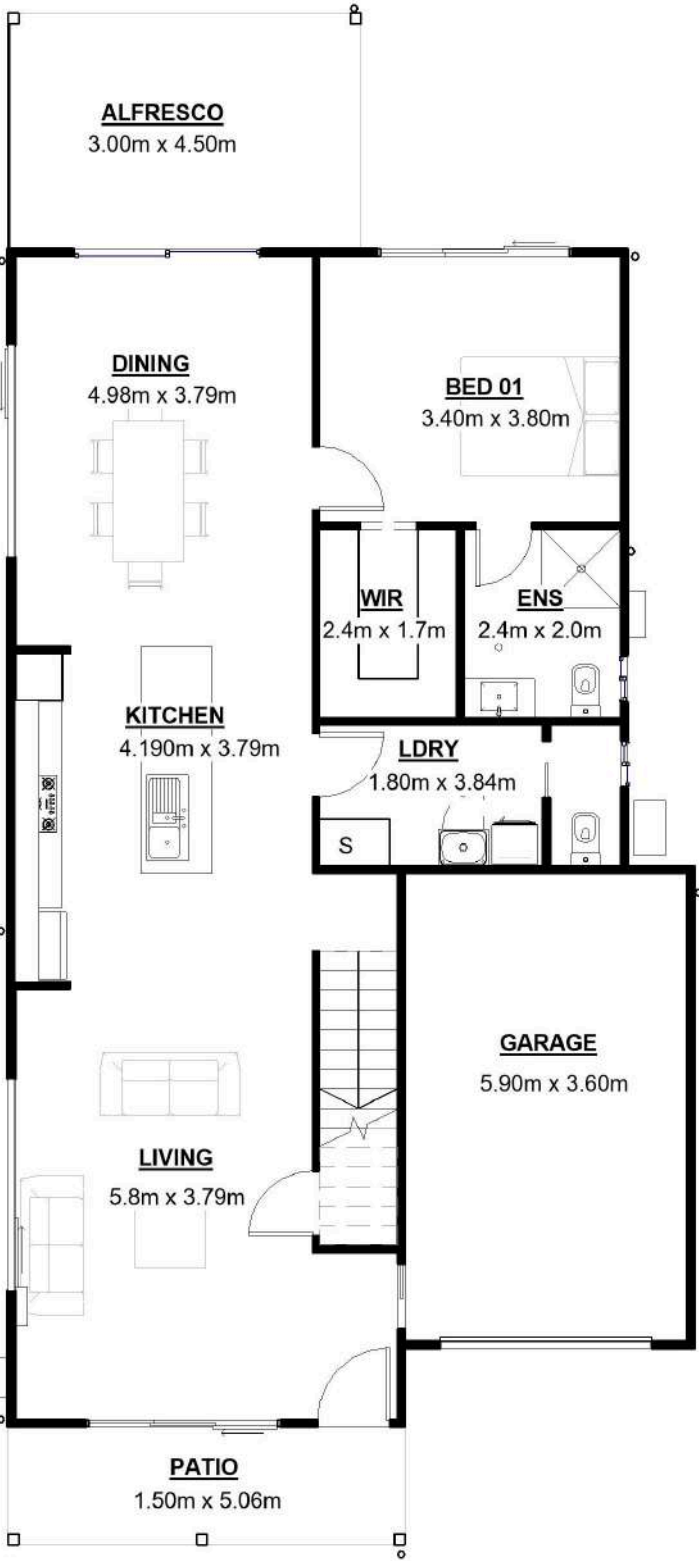 ALFRESCO
3.00m x 4.50m
DINING
4.98m x 3.79m
BED 01
3.40m x 3.80m
WIR
2.4m x 1.7m
ENS
2.4m x 2.0m
KITCHEN
4.190m x 3.79m
LDRY
1.80m x 3.84m
S
GARAGE
5.90m x 3.60m
LIVING
5.8m x 3.79m
PATIO
1.50m x 5.06m